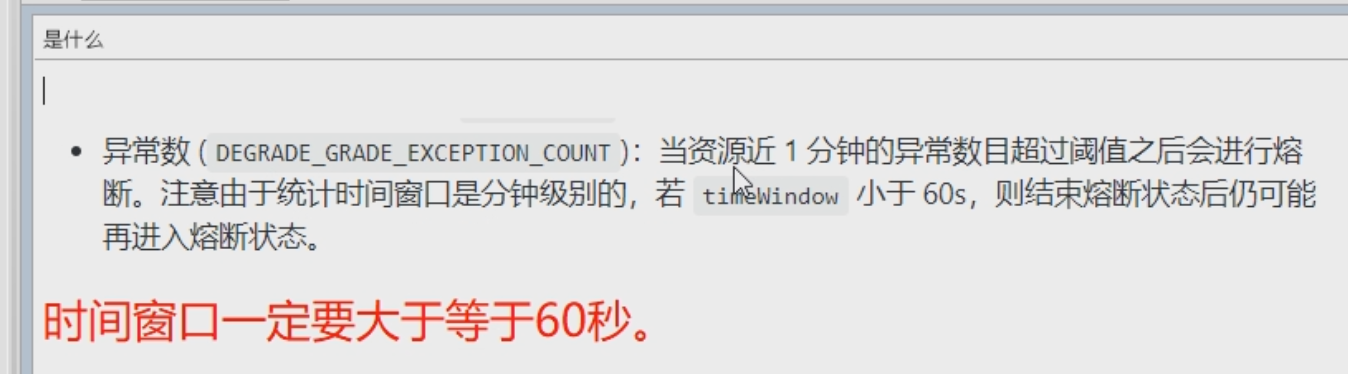 是什么
• 异常数 (DEGRADE_GRADE_EXCEPTION_COUNT)：当资源近 1 分钟的异常数目超过阈值之后会进行熔
断。注意由于统计时间窗口是分钟级别的，若 timeWindow 小于 60s，则结束熔断状态后仍可能
再进入熔断状态。
时间窗口一定要大于等于60秒。